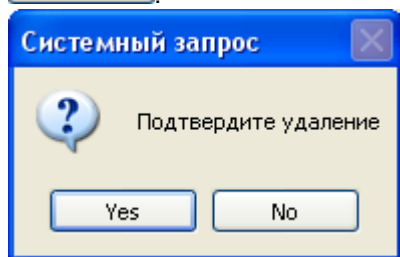 Системный запрос
Подтвердите удаление
Yes No